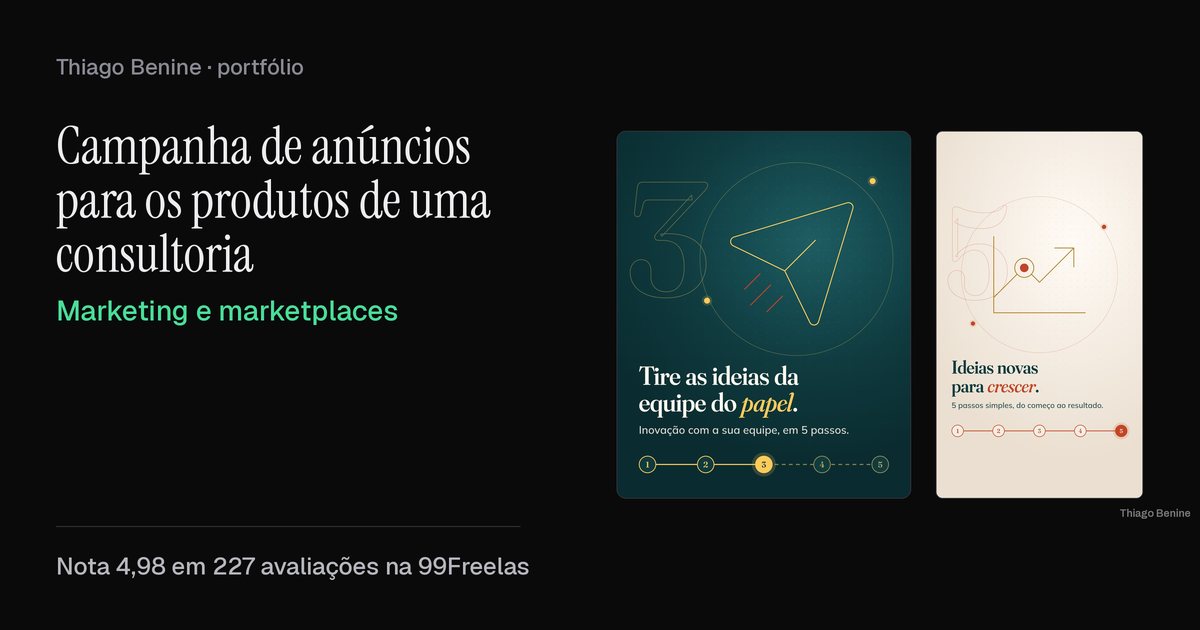 Thiago Benine · portfólio
Campanha de anúncios
para os produtos de uma
consultoria
Marketing e marketplaces
Nota 4,98 em 227 avaliações na 99Freelas
3
Tire as ideias da
equipe do papel.
Inovação com a sua equipe, em 5 passos.
1 2 3 4 5
5
Ideias novas
para crescer.
5 passos simples, do começo ao resultado.
1 2 3 4 5
Thiago Benine